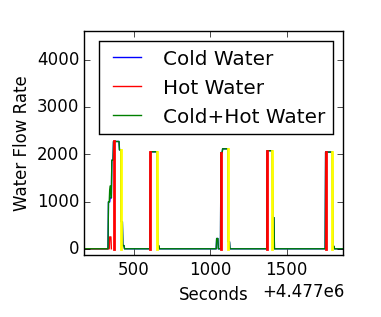 4000
3000
2000
1000
0
Water Flow Rate
Cold Water
Hot Water
Cold+Hot Water
500
1000
1500
Seconds
+4.477e6